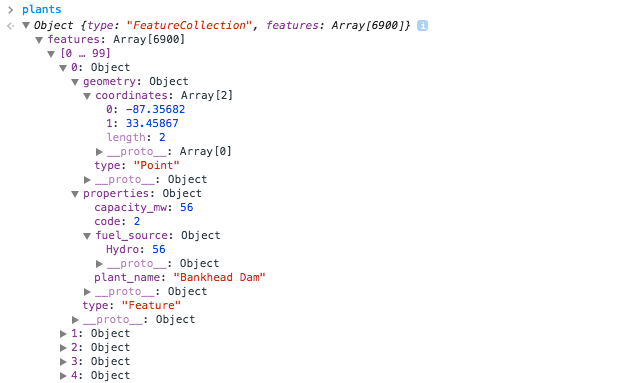 plants
Object {type: "FeatureCollection", features: Array[6900]} i
features: Array[6900]
[0 … 99]
0: Object
geometry: Object
coordinates: Array[2]
0: -87.35682
1: 33.45867
length: 2
__proto__: Array[0]
type: "Point"
__proto__: Object
properties: Object
capacity_mw: 56
code: 2
fuel_source: Object
Hydro: 56
__proto__: Object
plant_name: "Bankhead Dam"
__proto__: Object
type: "Feature"
__proto__: Object
1: Object
2: Object
3: Object
4: Object